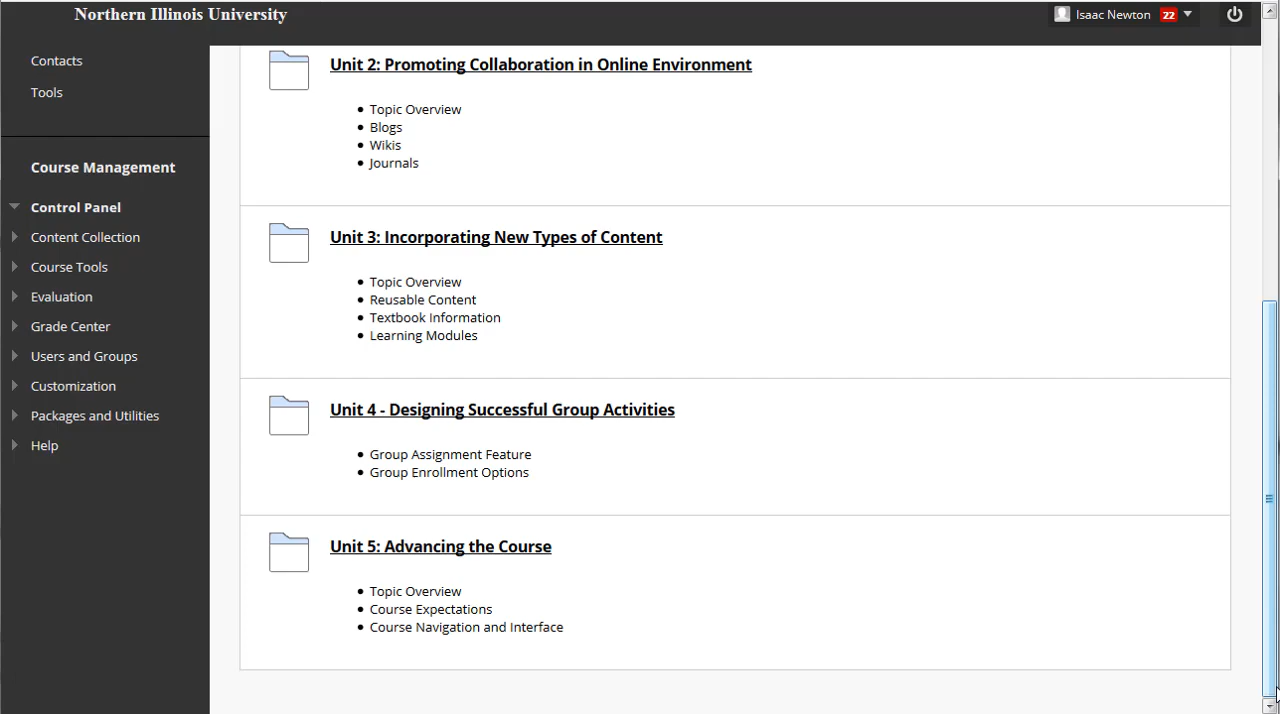 Northern Illinois University
Isaac Newton 22
Contacts
Tools
Course Management
Control Panel
Content Collection
Course Tools
Evaluation
Grade Center
Users and Groups
Customization
Packages and Utilities
Help
Unit 2: Promoting Collaboration in Online Environment
Topic Overview
Blogs
Wikis
Journals
Unit 3: Incorporating New Types of Content
Topic Overview
Reusable Content
Textbook Information
Learning Modules
Unit 4 - Designing Successful Group Activities
Group Assignment Feature
Group Enrollment Options
Unit 5: Advancing the Course
Topic Overview
Course Expectations
Course Navigation and Interface